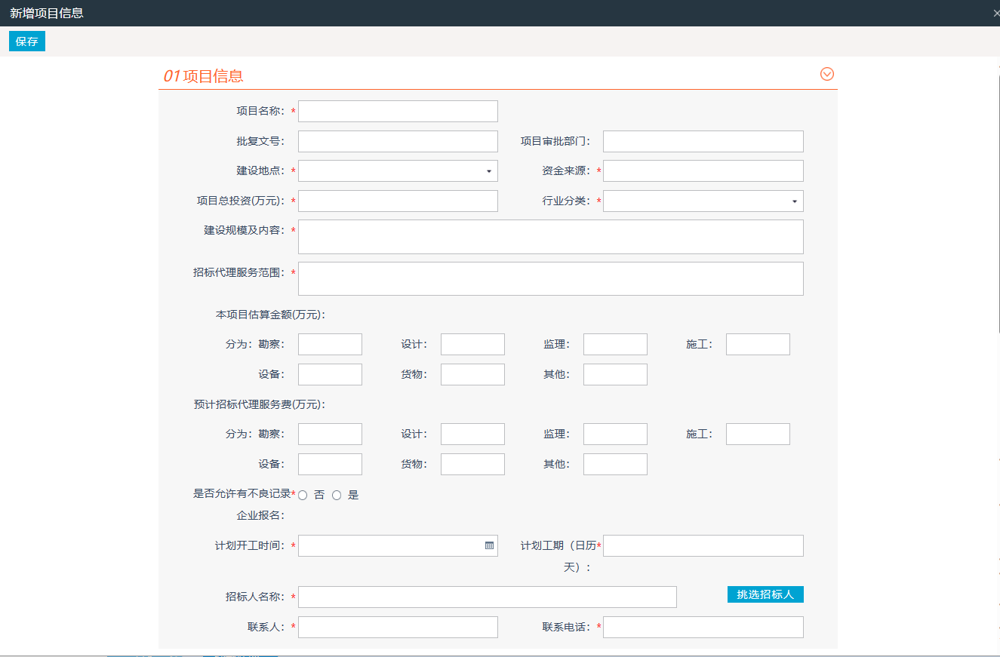 新增项目信息
保存
01 项目信息
项目名称：*
批复文号： 项目审批部门：
建设地点：* 资金来源：*
项目总投资(万元)：* 行业分类：*
建设规模及内容：*
招标代理服务范围：*
本项目估算金额(万元)：
分为：勘察： 设计： 监理： 施工：
设备： 货物： 其他：
预计招标代理服务费(万元)：
分为：勘察： 设计： 监理： 施工：
设备： 货物： 其他：
是否允许有不良记录* 否 是
企业报名：
计划开工时间：* 计划工期（日历*
天）：
招标人名称：* 挑选招标人
联系人：* 联系电话：*